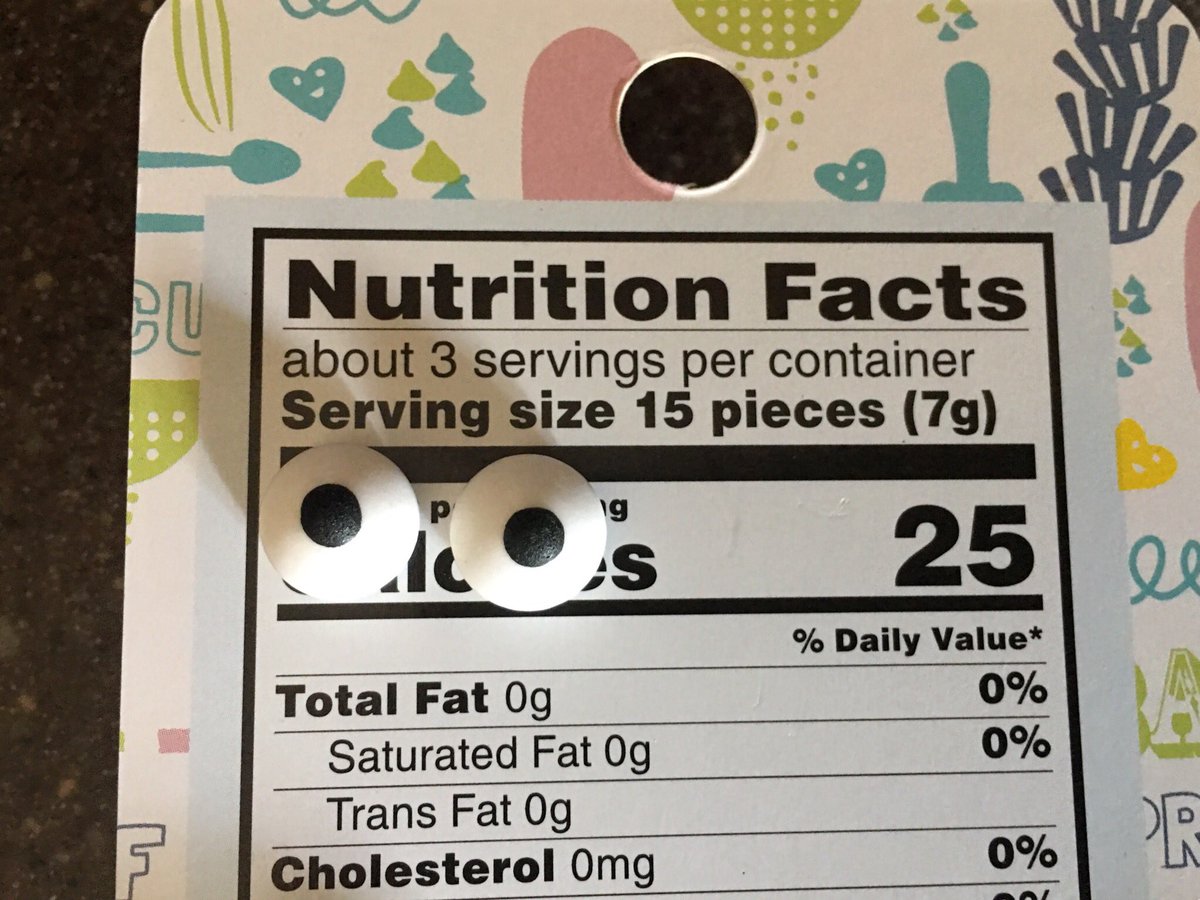 CU
Nutrition Facts
about 3 servings per container
Serving size 15 pieces (7g)
25
% Daily Value*
Total Fat 0g 0%
Saturated Fat 0g 0%
Trans Fat 0g
Cholesterol 0mg 0%